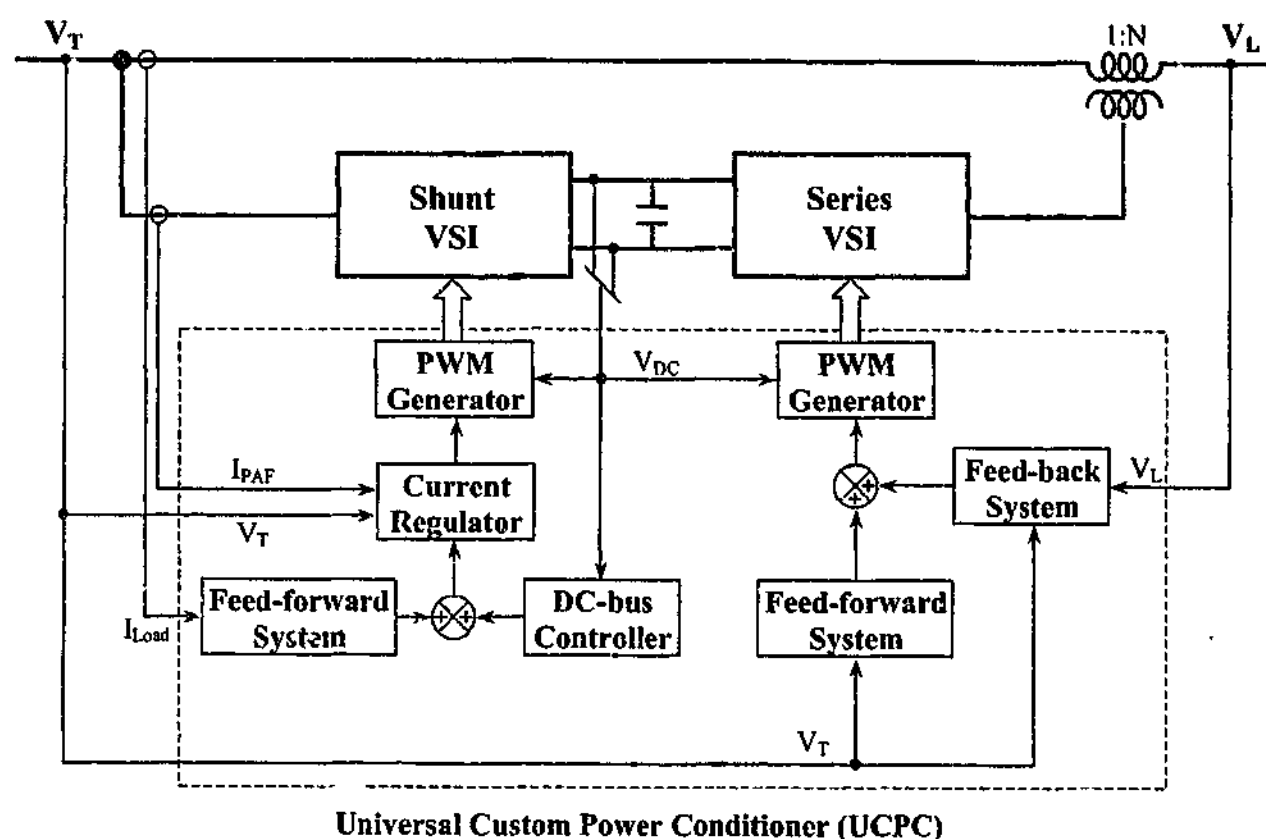 V_T
1:N
V_L
Shunt
VSI
Series
VSI
PWM
Generator
V_DC
PWM
Generator
I_PAF
Current
Regulator
V_T
Feed-back
System
V_L
Feed-forward
System
I_Load
DC-bus
Controller
Feed-forward
System
V_T
Universal Custom Power Conditioner (UCPC)